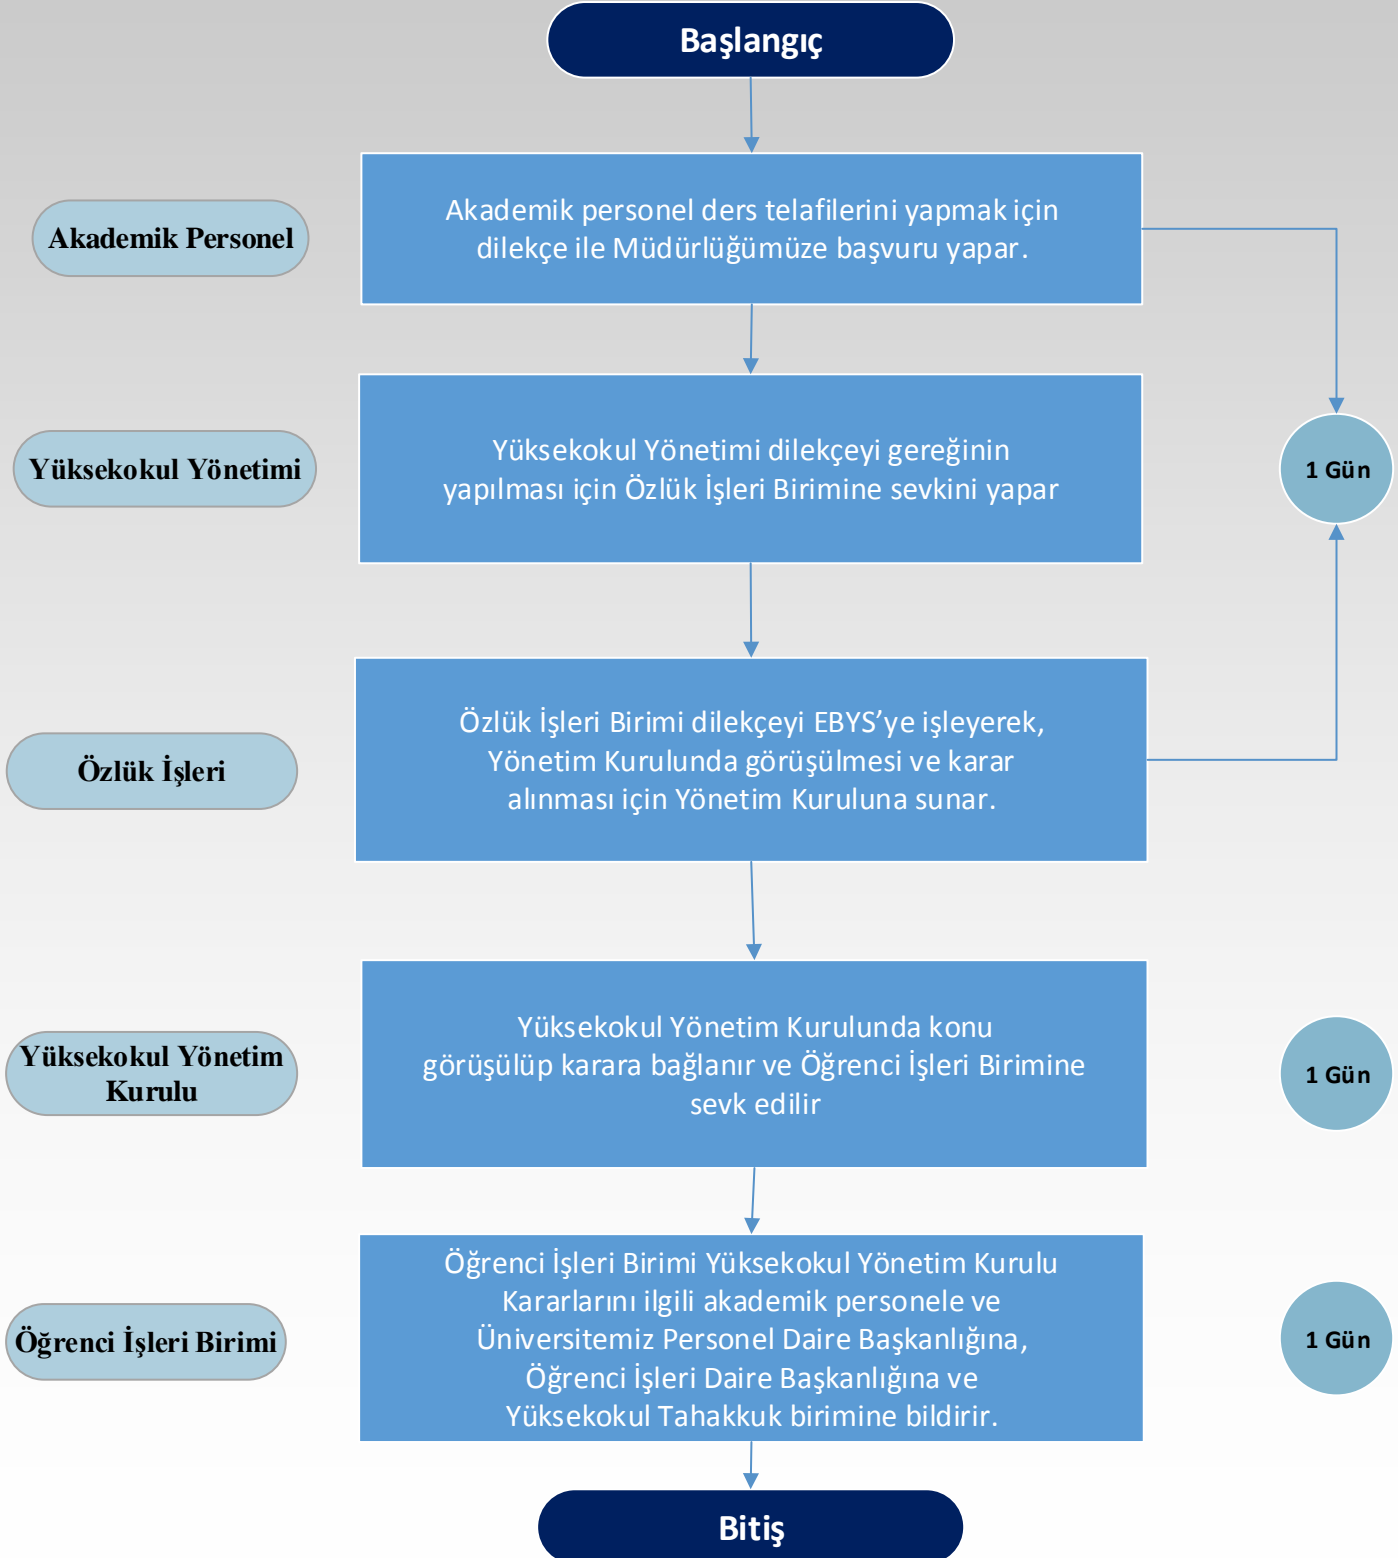 Başlangıç
Akademik Personel
Akademik personel ders telafilerini yapmak için
dilekçe ile Müdürlüğümüze başvuru yapar.
Yüksekokul Yönetimi
Yüksekokul Yönetimi dilekçeyi gereğinin
yapılması için Özlük İşleri Birimine sevkini yapar
1 Gün
Özlük İşleri
Özlük İşleri Birimi dilekçeyi EBYS’ye işleyerek,
Yönetim Kurulunda görüşülmesi ve karar
alınması için Yönetim Kuruluna sunar.
Yüksekokul Yönetim
Kurulu
Yüksekokul Yönetim Kurulunda konu
görüşülüp karara bağlanır ve Öğrenci İşleri Birimine
sevk edilir
1 Gün
Öğrenci İşleri Birimi
Öğrenci İşleri Birimi Yüksekokul Yönetim Kurulu
Kararlarını ilgili akademik personele ve
Üniversitemiz Personel Daire Başkanlığına,
Öğrenci İşleri Daire Başkanlığına ve
Yüksekokul Tahakkuk birimine bildirir.
1 Gün
Bitiş